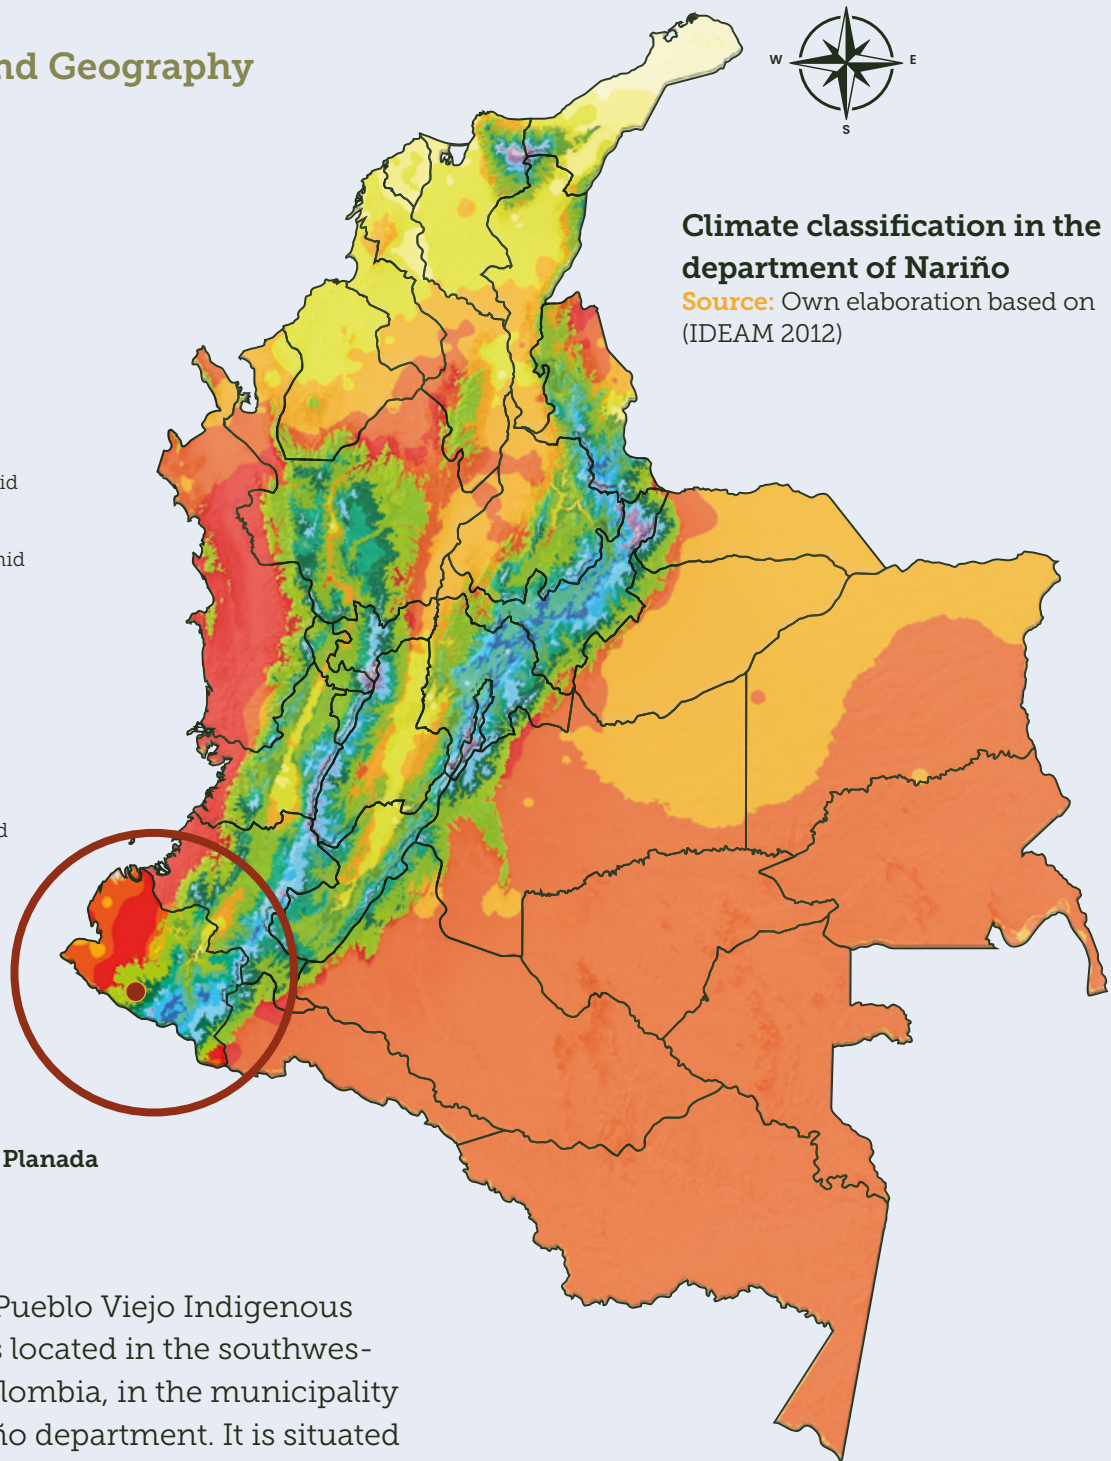 nd Geography
W
E
S
Climate classification in the
department of Nariño
Source: Own elaboration based on
(IDEAM 2012)
id
id
d
Planada
Pueblo Viejo Indigenous
s located in the southwes-
lombia, in the municipality
ño department. It is situated